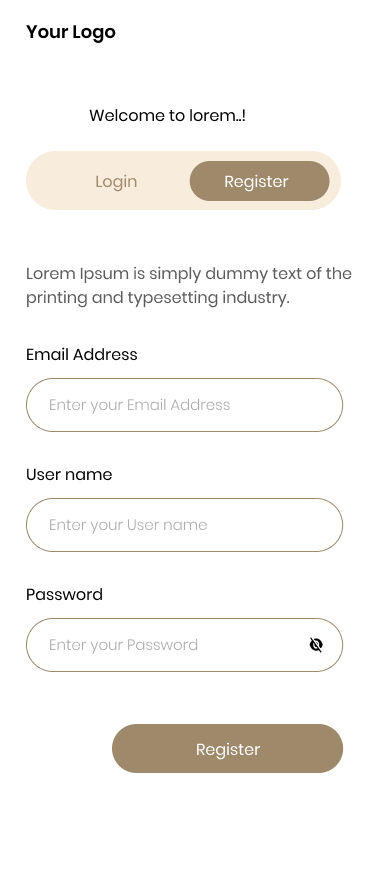 Your Logo
Welcome to lorem..!
Login
Register
Lorem Ipsum is simply dummy text of the
printing and typesetting industry.
Email Address
Enter your Email Address
User name
Enter your User name
Password
Enter your Password
Register